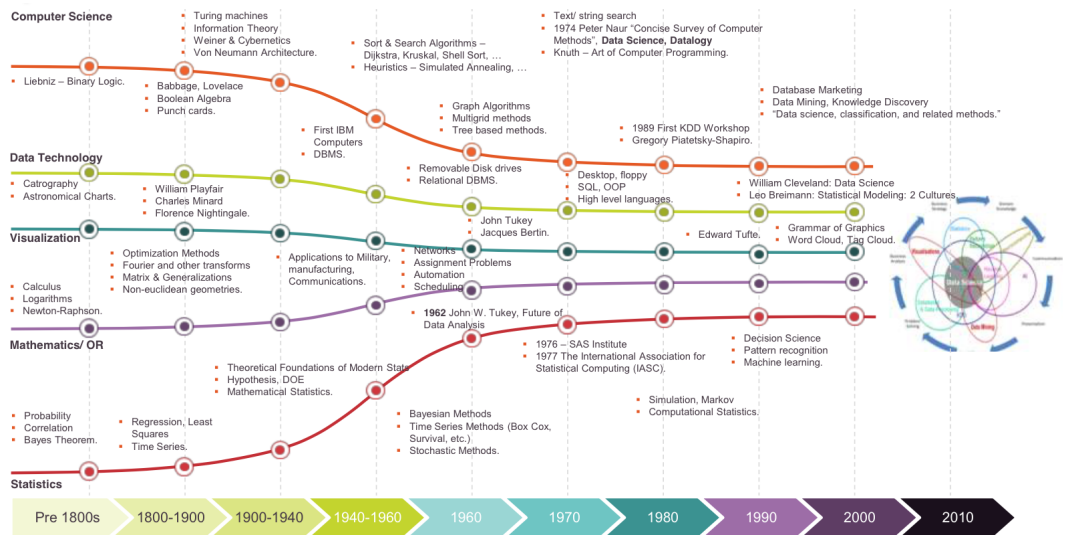 Computer Science
Turing machines
Information Theory
Weiner & Cybernetics
Von Neumann Architecture.
Sort & Search Algorithms –
Dijkstra, Kruskal, Shell Sort, …
Heuristics – Simulated Annealing, …
Text/ string search
1974 Peter Naur “Concise Survey of Computer
Methods”, Data Science, Datalogy
Knuth – Art of Computer Programming.
Liebniz – Binary Logic.
Babbage, Lovelace
Boolean Algebra
Punch cards.
Graph Algorithms
Multigrid methods
Tree based methods.
1989 First KDD Workshop
Gregory Piatetsky-Shapiro.
Database Marketing
Data Mining, Knowledge Discovery
“Data science, classification, and related methods.”
Data Technology
Catrography
Astronomical Charts.
William Playfair
Charles Minard
Florence Nightingale.
First IBM
Computers
DBMS.
Removable Disk drives
Relational DBMS.
Desktop, floppy
SQL, OOP
High level languages.
William Cleveland: Data Science
Leo Breimann: Statistical Modeling: 2 Cultures.
Visualization
John Tukey
Jacques Bertin.
Edward Tufte.
Grammar of Graphics
Word Cloud, Tag Cloud.
Calculus
Logarithms
Newton-Raphson.
Optimization Methods
Fourier and other transforms
Matrix & Generalizations
Non-euclidean geometries.
Applications to Military,
manufacturing,
Communications.
Networks
Assignment Problems
Automation
Scheduling
Mathematics/ OR
1962 John W. Tukey, Future of
Data Analysis
1976 – SAS Institute
1977 The International Association for
Statistical Computing (IASC).
Decision Science
Pattern recognition
Machine learning.
Theoretical Foundations of Modern Stats
Hypothesis, DOE
Mathematical Statistics.
Probability
Correlation
Bayes Theorem.
Regression, Least
Squares
Time Series.
Bayesian Methods
Time Series Methods (Box Cox,
Survival, etc.)
Stochastic Methods.
Simulation, Markov
Computational Statistics.
Statistics
Data Science
Visualization
Data Mining
Pre 1800s
1800-1900
1900-1940
1940-1960
1960
1970
1980
1990
2000
2010